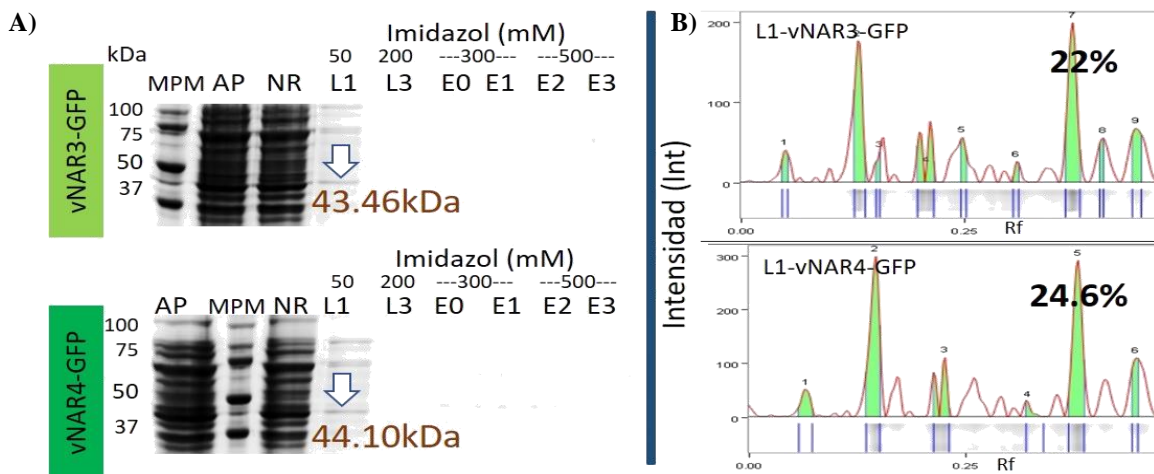 A)
Imidazol (mM)
kDa
50 200 ---300---- ---500----
MPM AP NR L1 L3 E0 E1 E2 E3
100
75
50
37
vNAR3-GFP
43.46kDa
Imidazol (mM)
50 200 ---300---- ---500----
AP MPM NR L1 L3 E0 E1 E2 E3
100
75
50
37
vNAR4-GFP
44.10kDa
B)
Intensidad (Int)
L1-vNAR3-GFP
22%
200
100
0
1
3
5
6
7
8
9
0.00 0.25
Rf
L1-vNAR4-GFP
24.6%
300
200
100
0
1
2
3
4
5
6
0.00 0.25
Rf